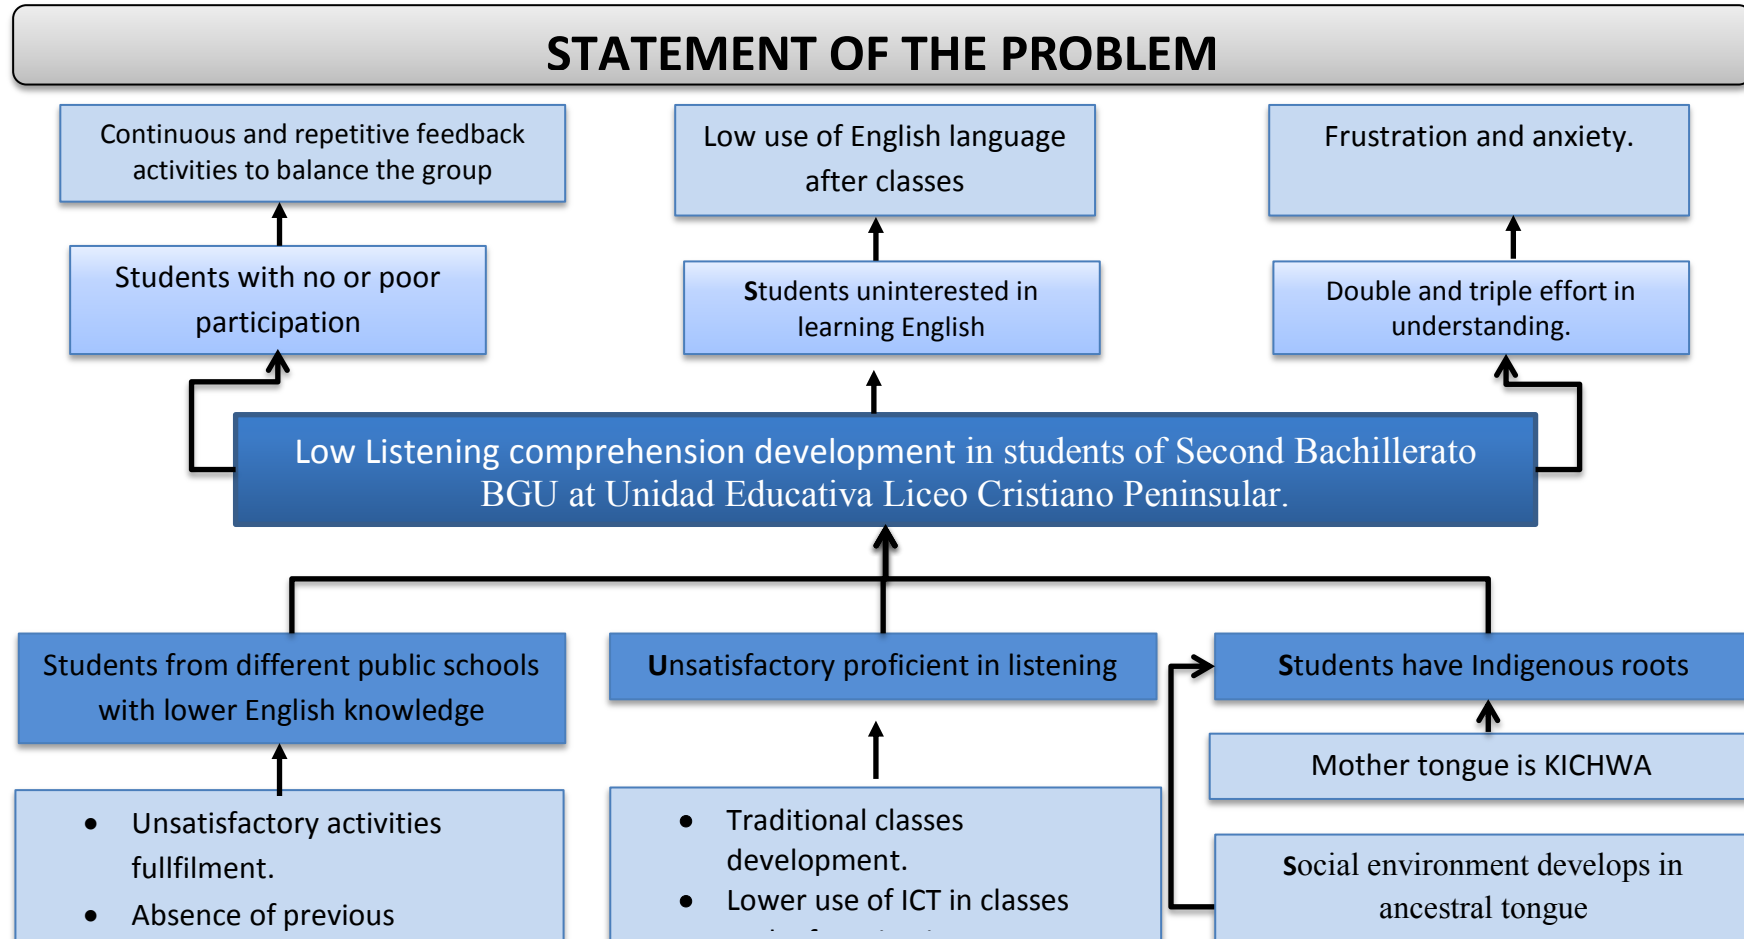 STATEMENT OF THE PROBLEM
Continuous and repetitive feedback
activities to balance the group
Low use of English language
after classes
Frustration and anxiety.
Students with no or poor
participation
Students uninterested in
learning English
Double and triple effort in
understanding.
Low Listening comprehension development in students of Second Bachillerato
BGU at Unidad Educativa Liceo Cristiano Peninsular.
Students from different public schools
with lower English knowledge
Unsatisfactory proficient in listening
Students have Indigenous roots
Mother tongue is KICHWA
• Unsatisfactory activities
fullfilment.
• Absence of previous
• Traditional classes
development.
• Lower use of ICT in classes
Social environment develops in
ancestral tongue